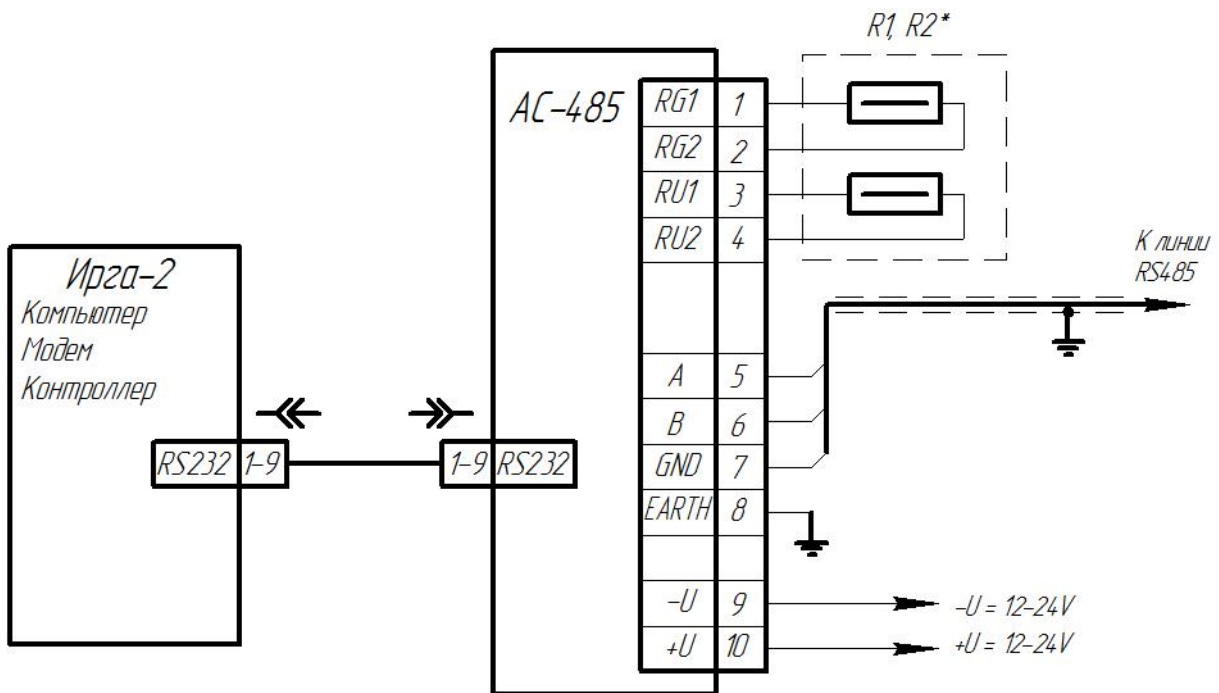 R1, R2*
АС-485
RG1 1
RG2 2
RU1 3
RU2 4
К линии
RS485
Ирга-2
Компьютер
Модем
Контроллер
A 5
B 6
GND 7
EARTH 8
RS232 1-9
1-9 RS232
-U 9
+U 10
-U = 12-24V
+U = 12-24V